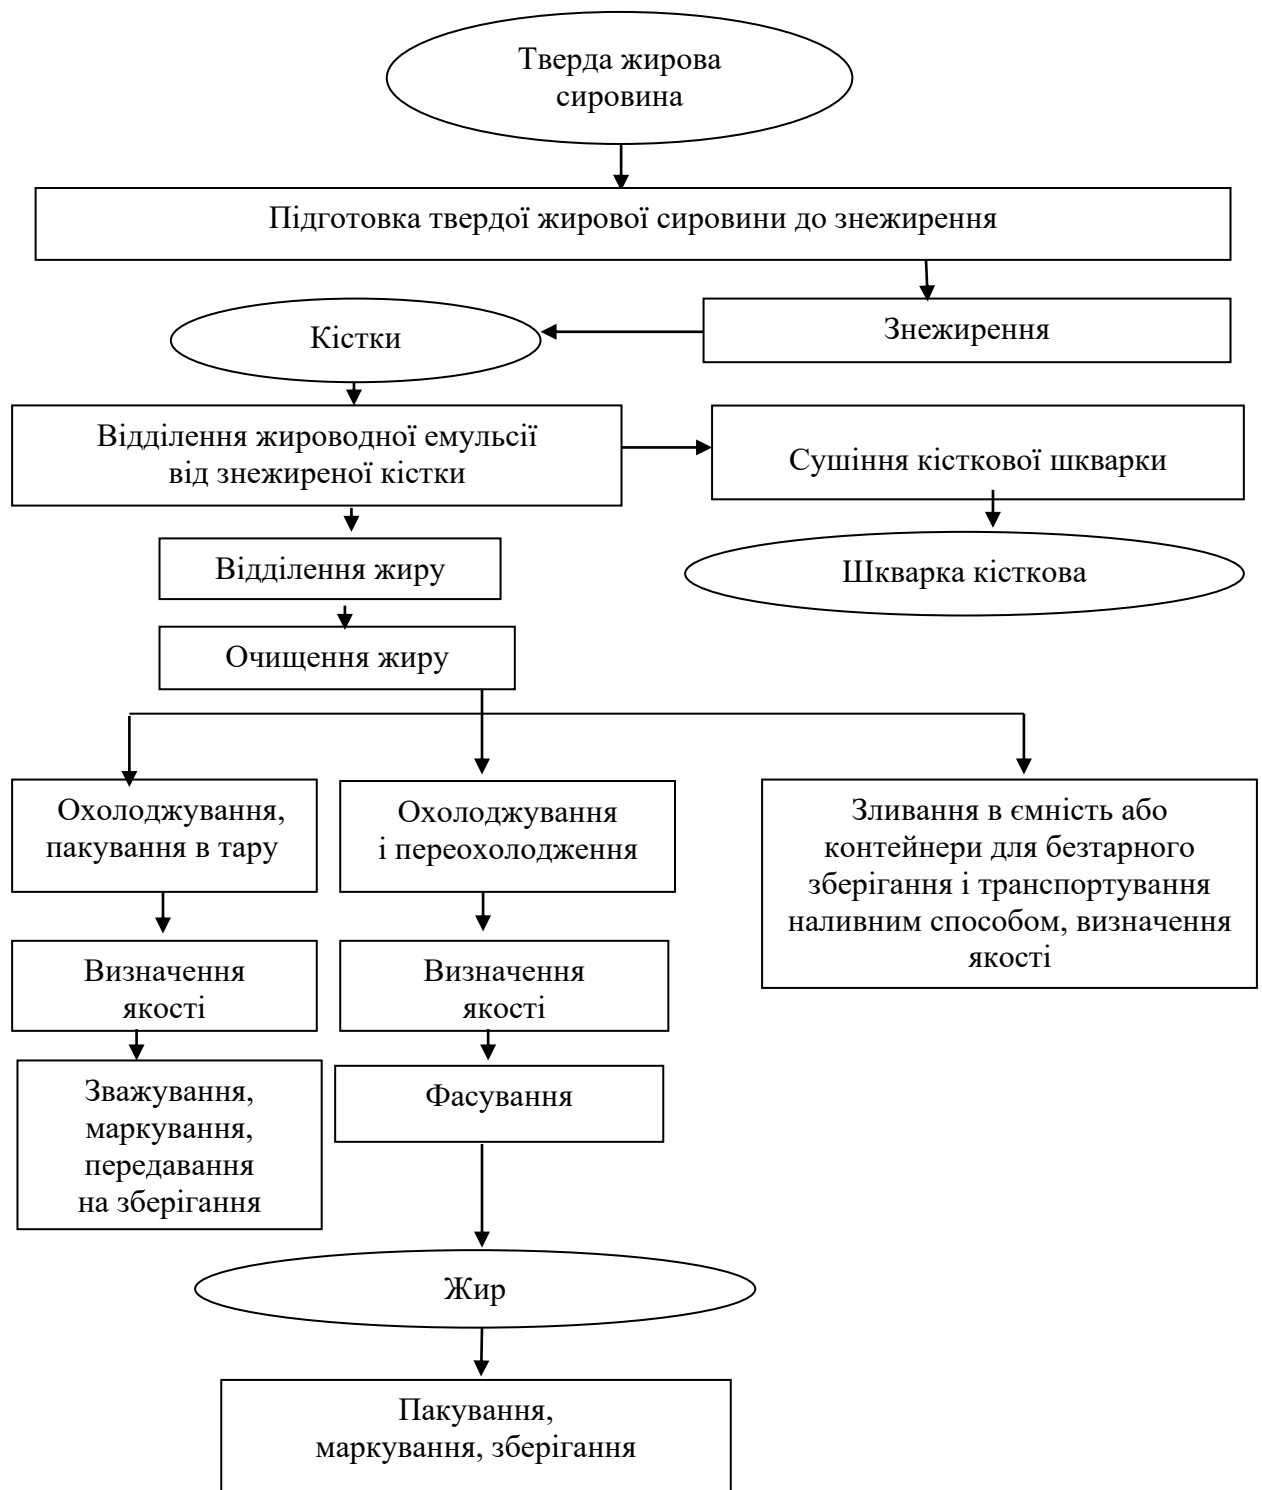 Тверда жирова
сировина
Підготовка твердої жирової сировини до знежирення
Знежирення
Кістки
Відділення жироводної емульсії
від знежиреної кістки
Сушіння кісткової шкварки
Шкварка кісткова
Відділення жиру
Очищення жиру
Охолоджування,
пакування в тару
Визначення
якості
Зважування,
маркування,
передавання
на зберігання
Охолоджування
і переохолодження
Визначення
якості
Фасування
Зливання в ємність або
контейнери для безтарного
зберігання і транспортування
наливним способом, визначення
якості
Жир
Пакування,
маркування, зберігання